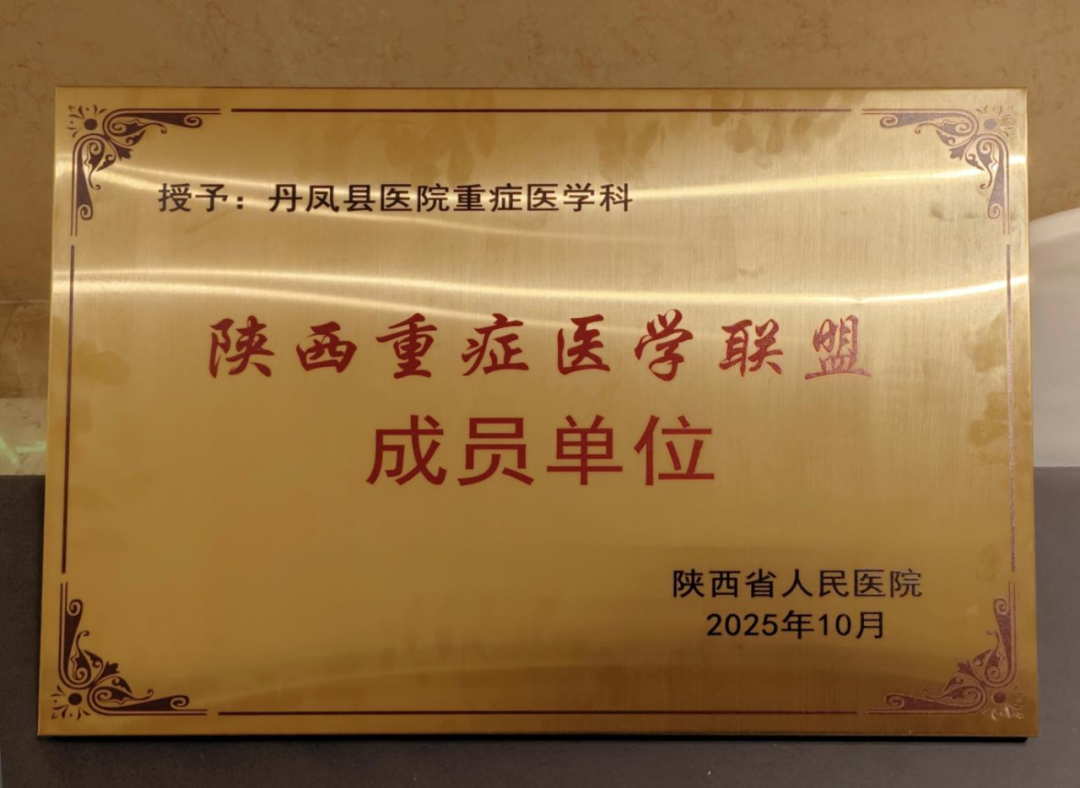 授予：丹凤县医院重症医学科
陕西重症医学联盟
成员单位
陕西省人民医院
2025年10月